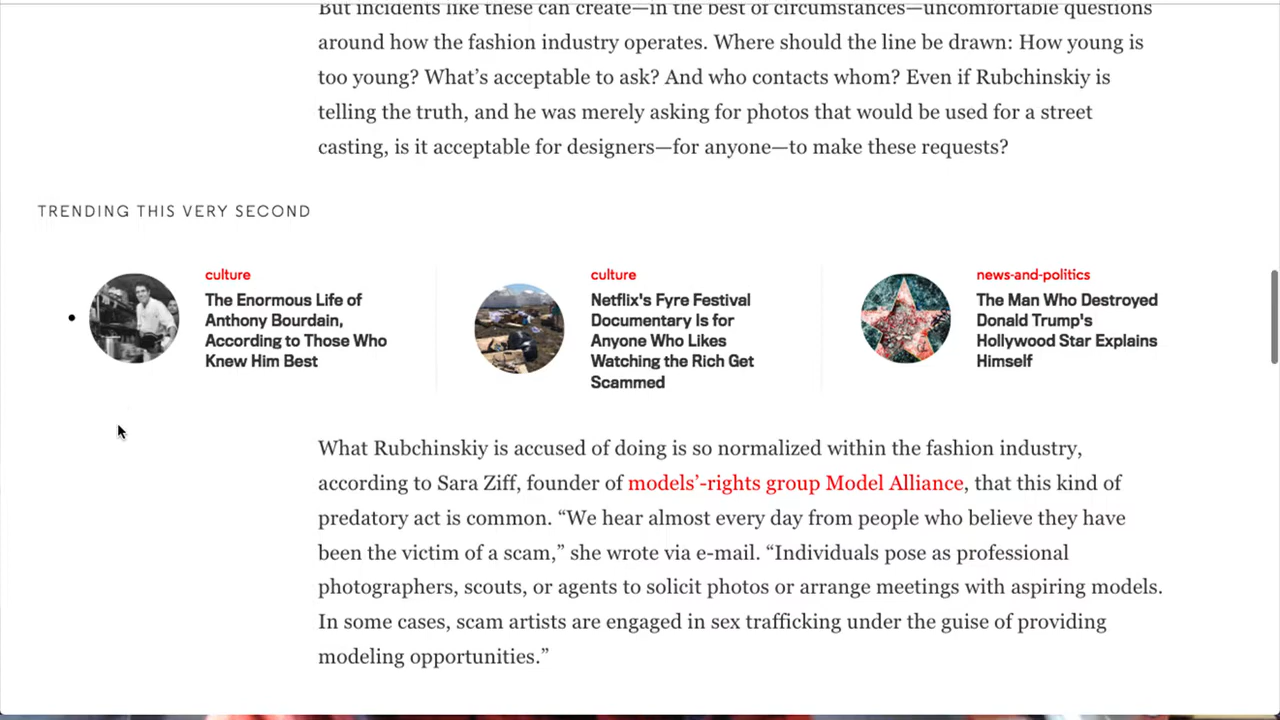 But incidents like these can create—in the best of circumstances—uncomfortable questions
around how the fashion industry operates. Where should the line be drawn: How young is
too young? What’s acceptable to ask? And who contacts whom? Even if Rubchinskiy is
telling the truth, and he was merely asking for photos that would be used for a street
casting, is it acceptable for designers—for anyone—to make these requests?
TRENDING THIS VERY SECOND
culture
The Enormous Life of
Anthony Bourdain,
According to Those Who
Knew Him Best
culture
Netflix's Fyre Festival
Documentary Is for
Anyone Who Likes
Watching the Rich Get
Scammed
news-and-politics
The Man Who Destroyed
Donald Trump's
Hollywood Star Explains
Himself
What Rubchinskiy is accused of doing is so normalized within the fashion industry,
according to Sara Ziff, founder of models’-rights group Model Alliance, that this kind of
predatory act is common. “We hear almost every day from people who believe they have
been the victim of a scam,” she wrote via e-mail. “Individuals pose as professional
photographers, scouts, or agents to solicit photos or arrange meetings with aspiring models.
In some cases, scam artists are engaged in sex trafficking under the guise of providing
modeling opportunities.”